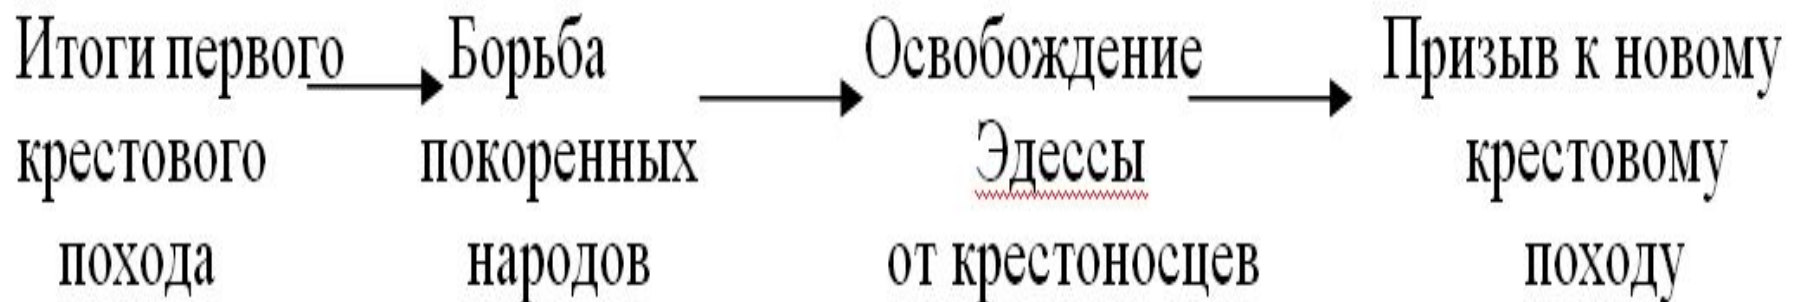 Итоги первого
крестового
похода
Борьба
покоренных
народов
Освобождение
Эдессы
от крестоносцев
Призыв к новому
крестовому
походу